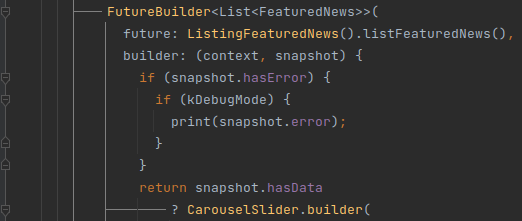 FutureBuilder<List<FeaturedNews>>(
future: ListingFeaturedNews().listFeaturedNews(),
builder: (context, snapshot) {
if (snapshot.hasError) {
if (kDebugMode) {
print(snapshot.error);
}
}
return snapshot.hasData
? CarouselSlider.builder(